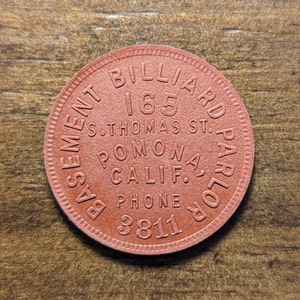 BASEMENT BILLIARD PARLOR
165
S. THOMAS ST.
POMONA,
CALIF.
PHONE
3811